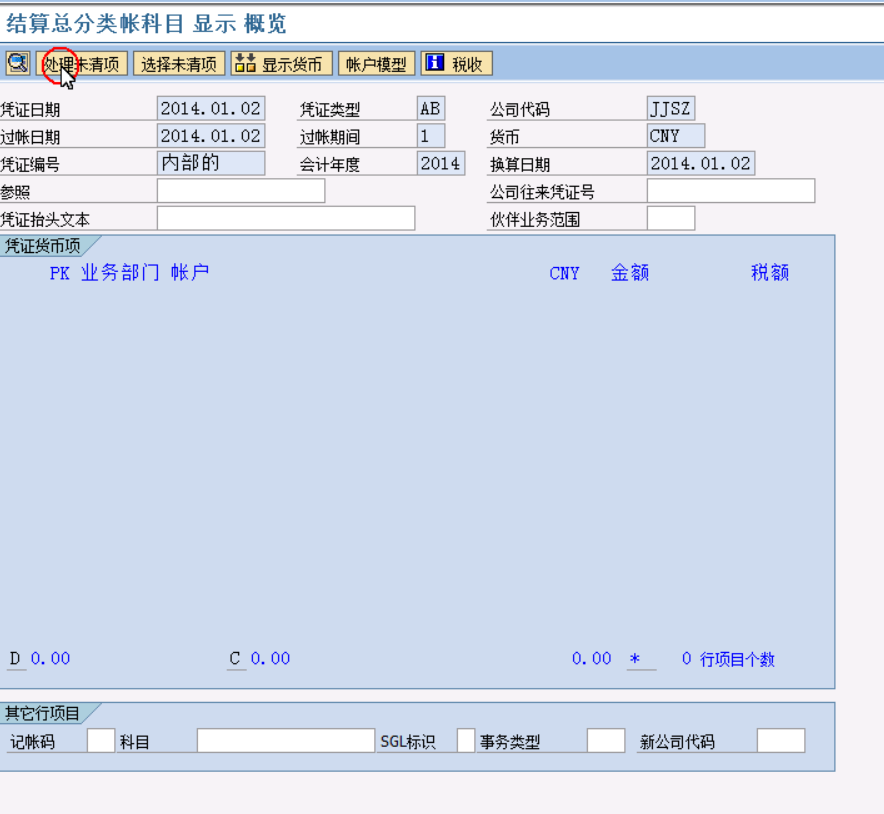 结算总分类帐科目 显示 概览
处理未清项 选择未清项 显示货币 帐户模型 税收
凭证日期 2014.01.02 凭证类型 AB 公司代码 JJSZ
过帐日期 2014.01.02 过帐期间 1 货币 CNY
凭证编号 内部的 会计年度 2014 换算日期 2014.01.02
参照 公司往来凭证号
凭证抬头文本 伙伴业务范围
凭证货币项
PK 业务部门 帐户 CNY 金额 税额
D 0.00 C 0.00 0.00 * 0 行项目个数
其它行项目
记帐码 科目 SGL标识 事务类型 新公司代码